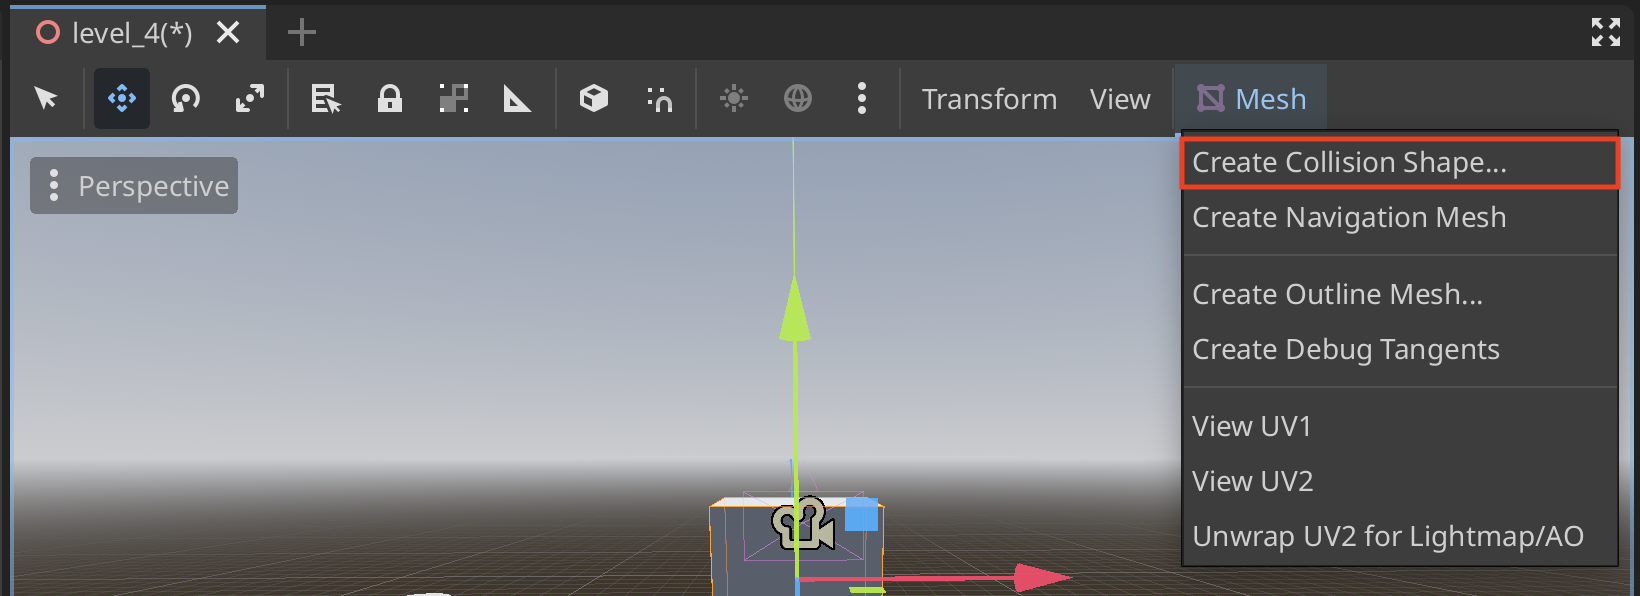 level_4(*)
Transform View Mesh
Perspective
Create Collision Shape...
Create Navigation Mesh
Create Outline Mesh...
Create Debug Tangents
View UV1
View UV2
Unwrap UV2 for Lightmap/AO